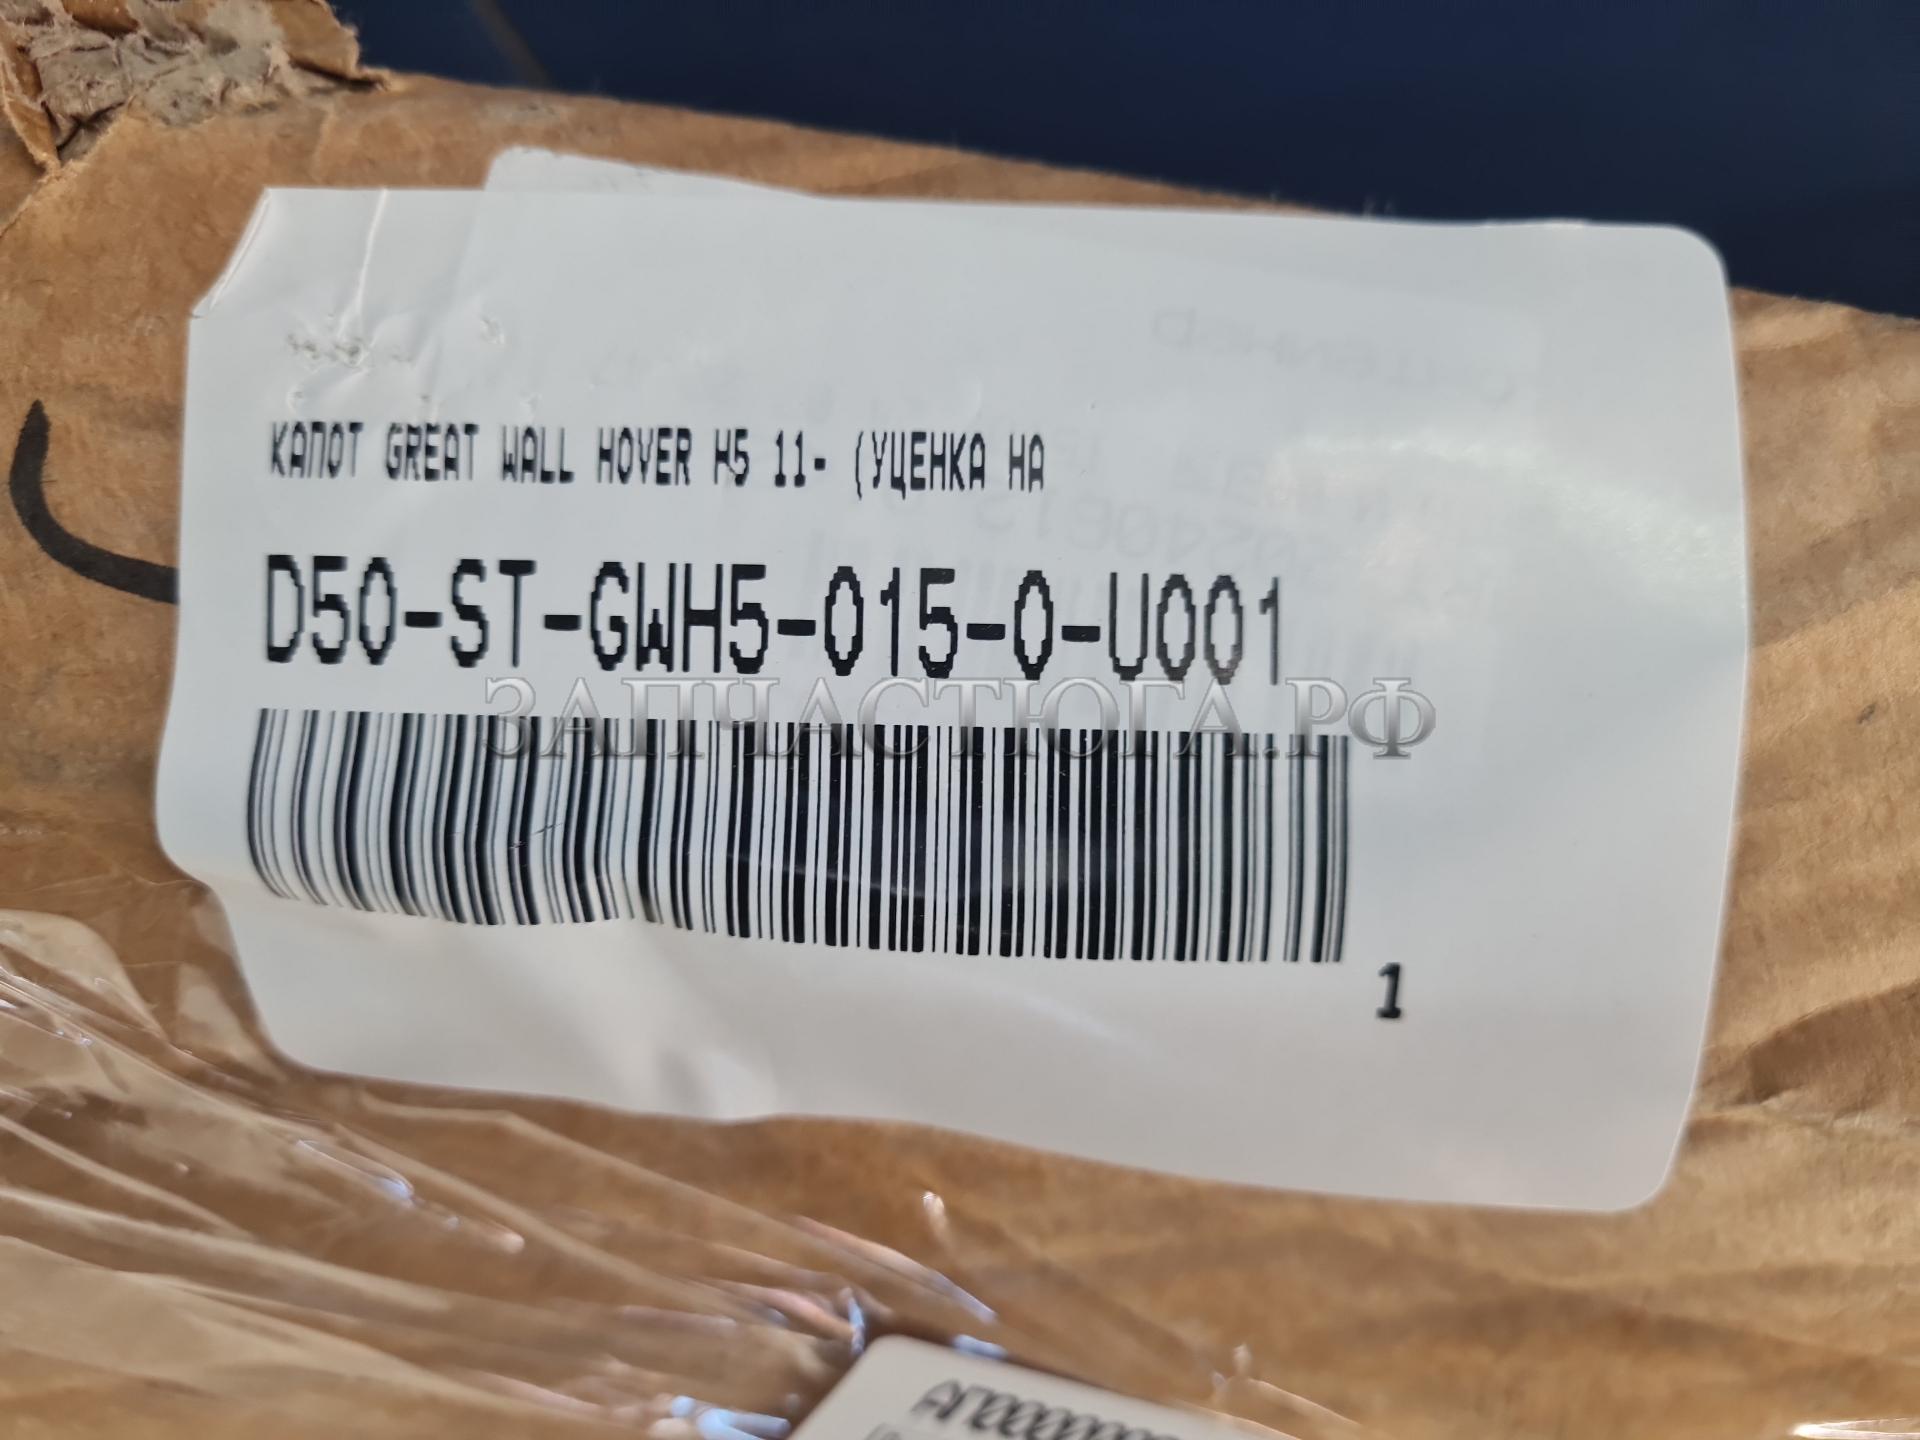 КАПОТ GREAT WALL HOVER H5 11- (УЦЕНКА НА
D50-ST-GWH5-015-0-U001
ЗАПЧАСТЮГА.РФ
1